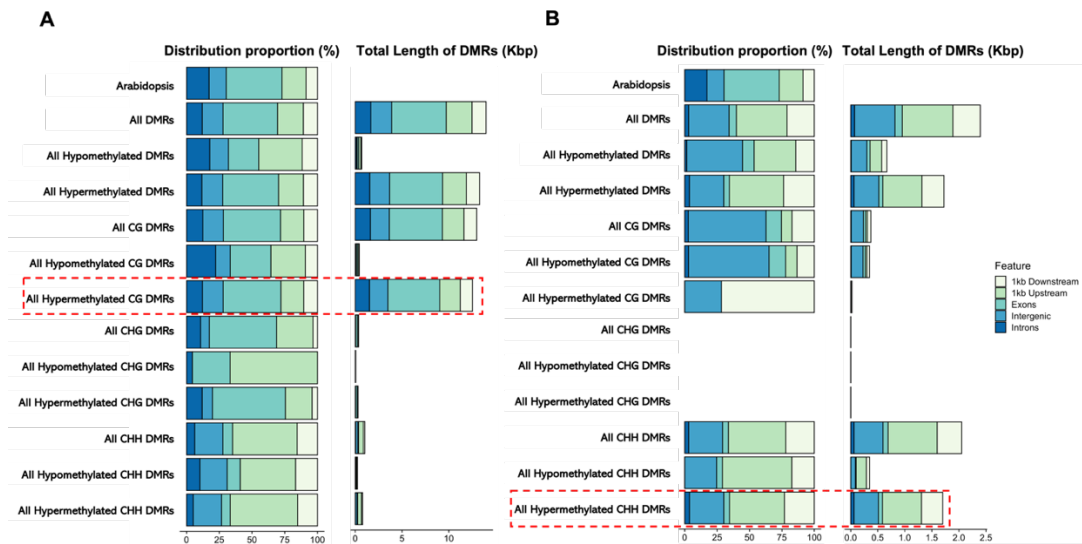 A
B
Distribution proportion (%)
Total Length of DMRs (Kbp)
Distribution proportion (%)
Total Length of DMRs (Kbp)
Arabidopsis
All DMRs
All Hypomethylated DMRs
All Hypermethylated DMRs
All CG DMRs
All Hypomethylated CG DMRs
All Hypermethylated CG DMRs
All CHG DMRs
All Hypomethylated CHG DMRs
All Hypermethylated CHG DMRs
All CHH DMRs
All Hypomethylated CHH DMRs
All Hypermethylated CHH DMRs
0 25 50 75 100
0 5 10
Arabidopsis
All DMRs
All Hypomethylated DMRs
All Hypermethylated DMRs
All CG DMRs
All Hypomethylated CG DMRs
All Hypermethylated CG DMRs
All CHG DMRs
All Hypomethylated CHG DMRs
All Hypermethylated CHG DMRs
All CHH DMRs
All Hypomethylated CHH DMRs
All Hypermethylated CHH DMRs
0 25 50 75 100
0.0 0.5 1.0 1.5 2.0 2.5
Feature
1kb Downstream
1kb Upstream
Exons
Intergenic
Introns